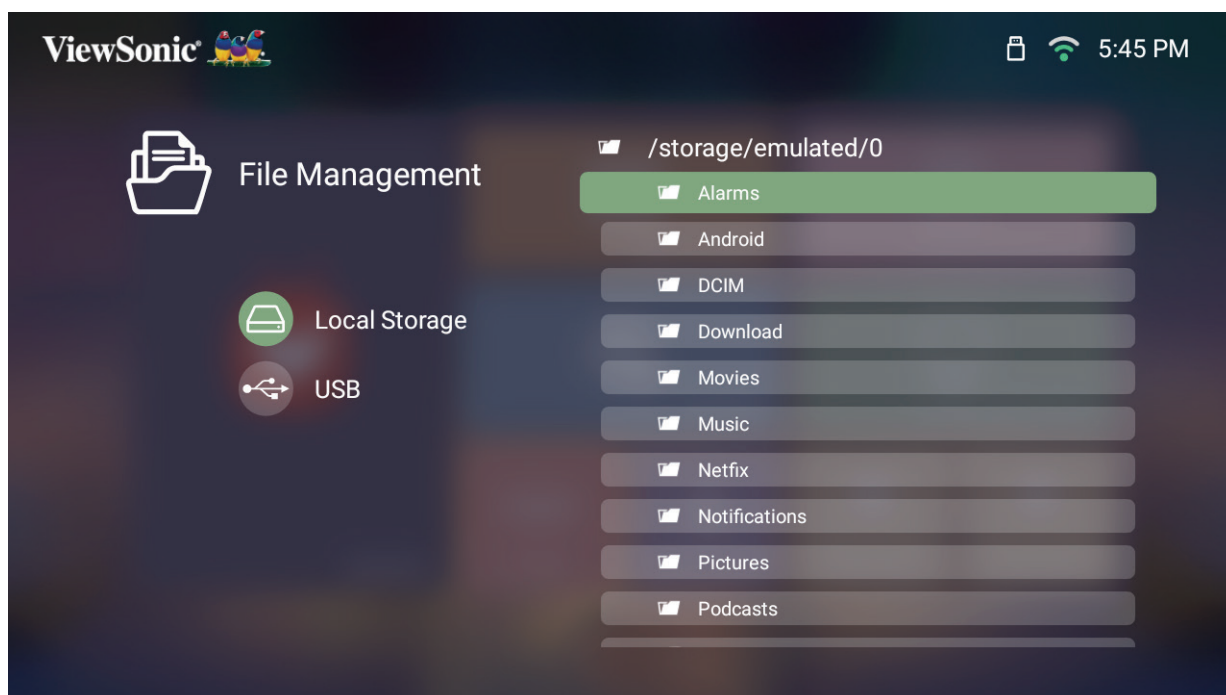 ViewSonic
5:45 PM
File Management
Local Storage
USB
/storage/emulated/0
Alarms
Android
DCIM
Download
Movies
Music
Netfix
Notifications
Pictures
Podcasts